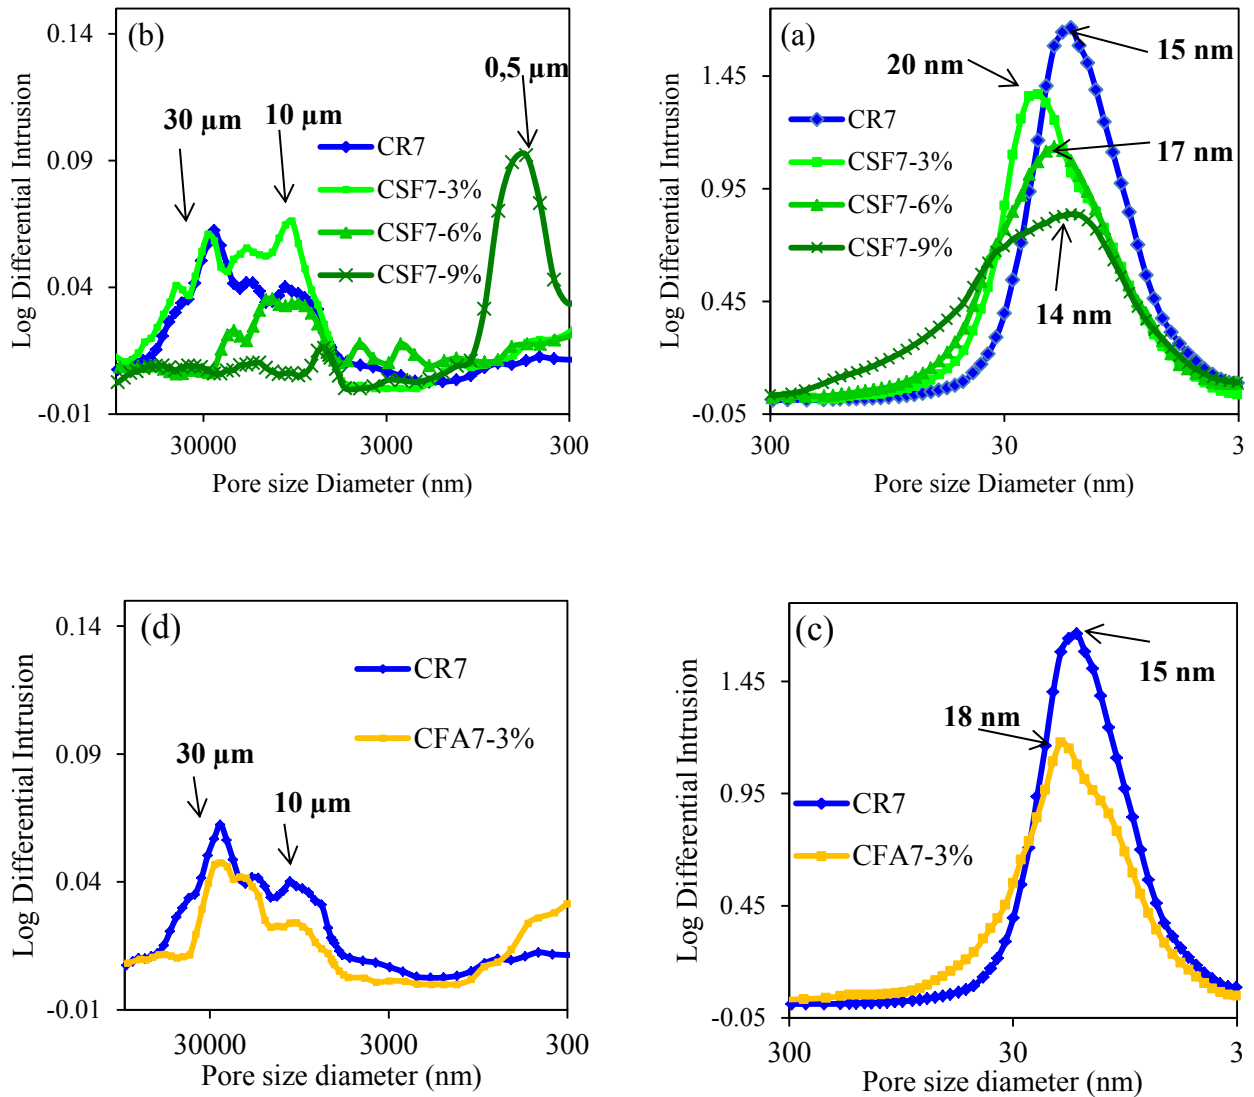 (b)
0.14
0.09
0.04
-0.01
Log Differential Intrusion
30 µm
10 µm
0,5 µm
CR7
CSF7-3%
CSF7-6%
CSF7-9%
30000
3000
300
Pore size Diameter (nm)
(a)
1.45
0.95
0.45
-0.05
Log Differential Intrusion
20 nm
15 nm
17 nm
14 nm
CR7
CSF7-3%
CSF7-6%
CSF7-9%
300
30
3
Pore size Diameter (nm)
(d)
0.14
0.09
0.04
-0.01
Log Differential Intrusion
30 µm
10 µm
CR7
CFA7-3%
30000
3000
300
Pore size diameter (nm)
(c)
1.45
0.95
0.45
-0.05
Log Differential Intrusion
15 nm
18 nm
CR7
CFA7-3%
300
30
3
Pore size diameter (nm)